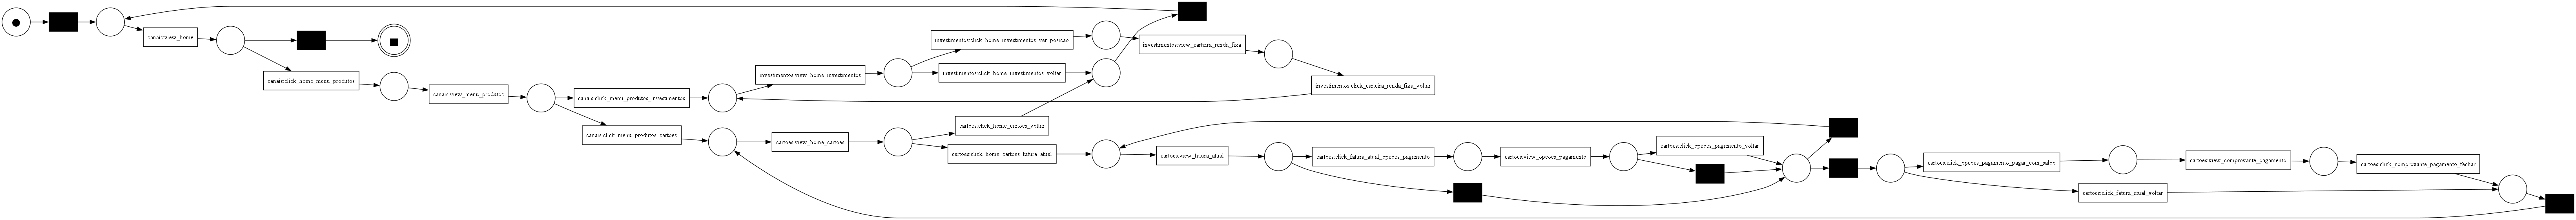 canais:view_home
canais:click_home_menu_produtos
canais:view_menu_produtos
canais:click_menu_produtos_investimentos
canais:click_menu_produtos_cartoes
investimentos:view_home_investimentos
investimentos:click_home_investimentos_ver_posicao
investimentos:click_home_investimentos_voltar
investimentos:view_carteira_renda_fixa
investimentos:click_carteira_renda_fixa_voltar
cartoes:view_home_cartoes
cartoes:click_home_cartoes_voltar
cartoes:click_home_cartoes_fatura_atual
cartoes:view_fatura_atual
cartoes:click_fatura_atual_opcoes_pagamento
cartoes:view_opcoes_pagamento
cartoes:click_opcoes_pagamento_voltar
cartoes:click_opcoes_pagamento_pagar_com_saldo
cartoes:view_comprovante_pagamento
cartoes:click_comprovante_pagamento_fechar
cartoes:click_fatura_atual_voltar